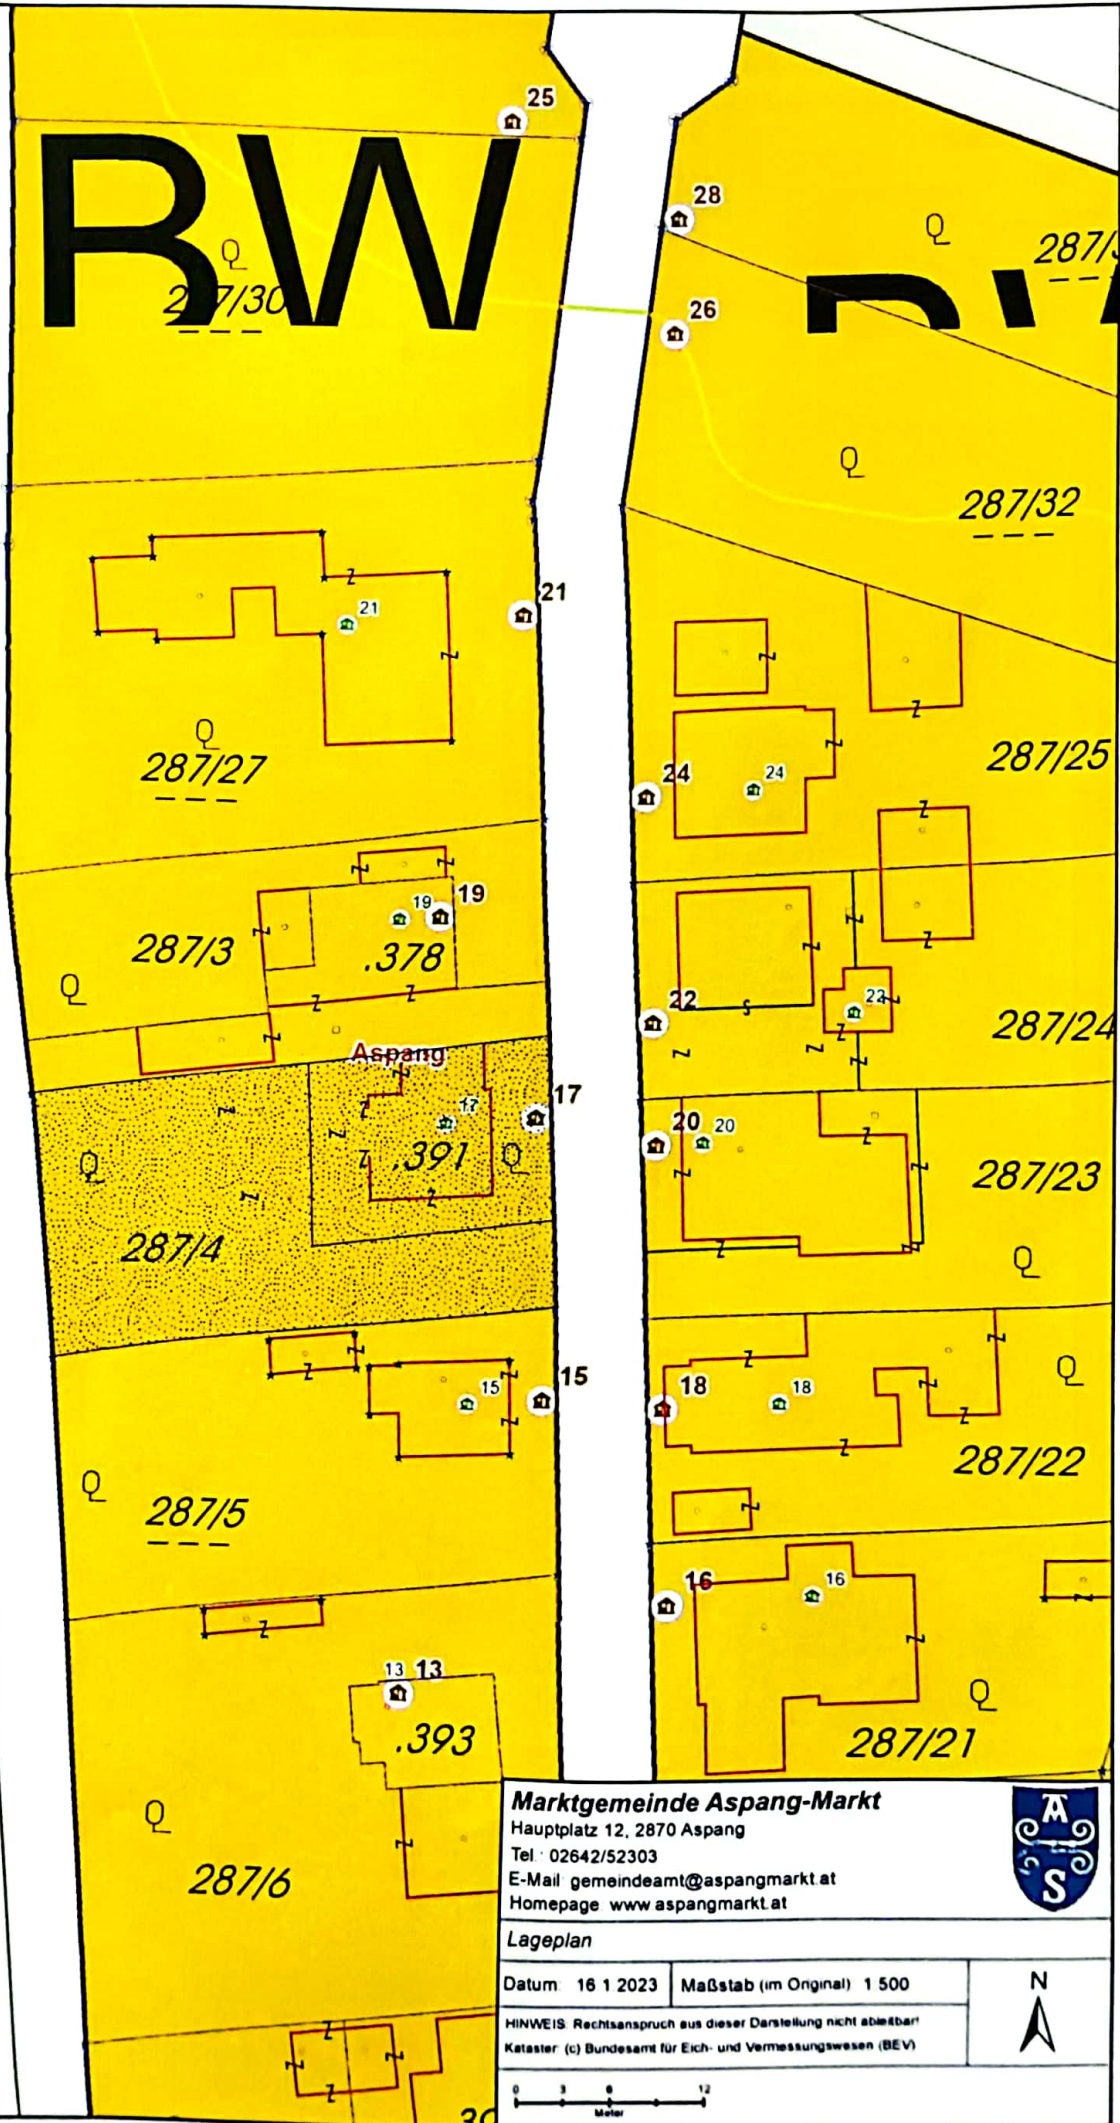 25
BW
28
287/30
26
287/32
21
21
287/27
287/25
24
24
19
19
287/3
.378
22
22
287/24
Aspang
17
17
20
20
.391
287/23
287/4
15
15
18
18
287/22
287/5
16
16
13
13
.393
287/21
287/6
Marktgemeinde Aspang-Markt
Hauptplatz 12, 2870 Aspang
Tel.: 02642/52303
E-Mail gemeindeamt@aspangmarkt.at
Homepage www.aspangmarkt.at
A
S
Lageplan
Datum 16 1 2023
Maßstab (im Original) 1 500
N
HINWEIS: Rechtsanspruch aus dieser Darstellung nicht ableitbar!
Kataster (c) Bundesamt für Eich- und Vermessungswesen (BEV)
0 3 6 12
Meter